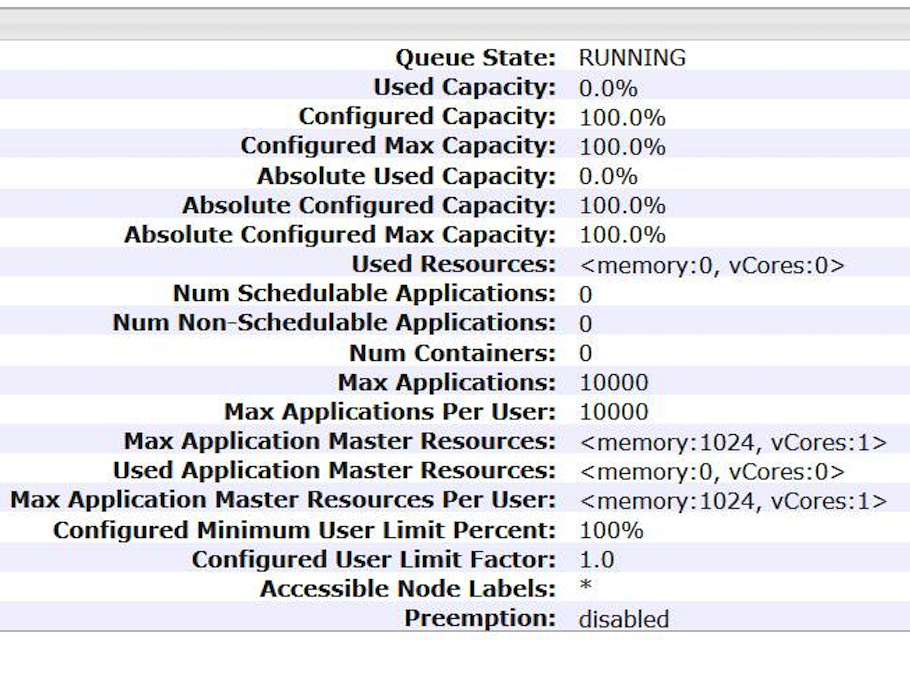 Queue State: RUNNING
Used Capacity: 0.0%
Configured Capacity: 100.0%
Configured Max Capacity: 100.0%
Absolute Used Capacity: 0.0%
Absolute Configured Capacity: 100.0%
Absolute Configured Max Capacity: 100.0%
Used Resources: <memory:0, vCores:0>
Num Schedulable Applications: 0
Num Non-Schedulable Applications: 0
Num Containers: 0
Max Applications: 10000
Max Applications Per User: 10000
Max Application Master Resources: <memory:1024, vCores:1>
Used Application Master Resources: <memory:0, vCores:0>
Max Application Master Resources Per User: <memory:1024, vCores:1>
Configured Minimum User Limit Percent: 100%
Configured User Limit Factor: 1.0
Accessible Node Labels: *
Preemption: disabled